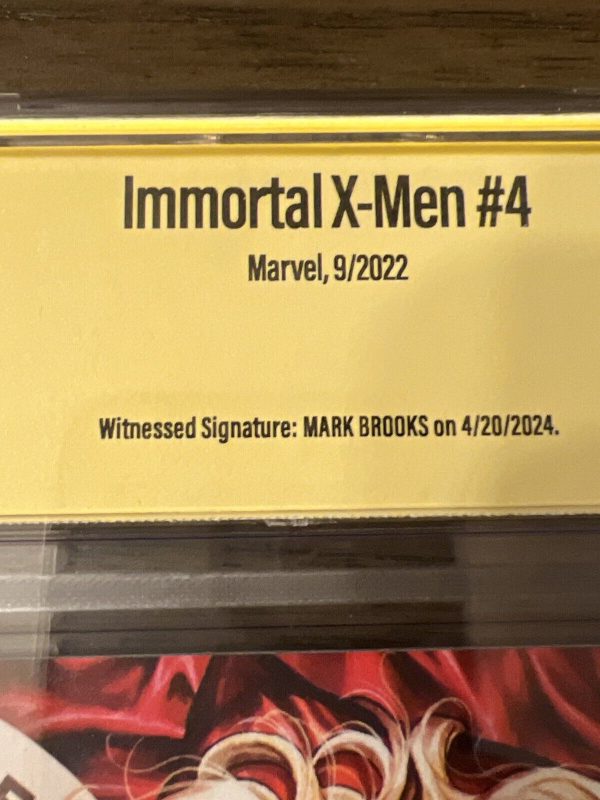 Immortal X-Men #4
Marvel, 9/2022
Witnessed Signature: MARK BROOKS on 4/20/2024.